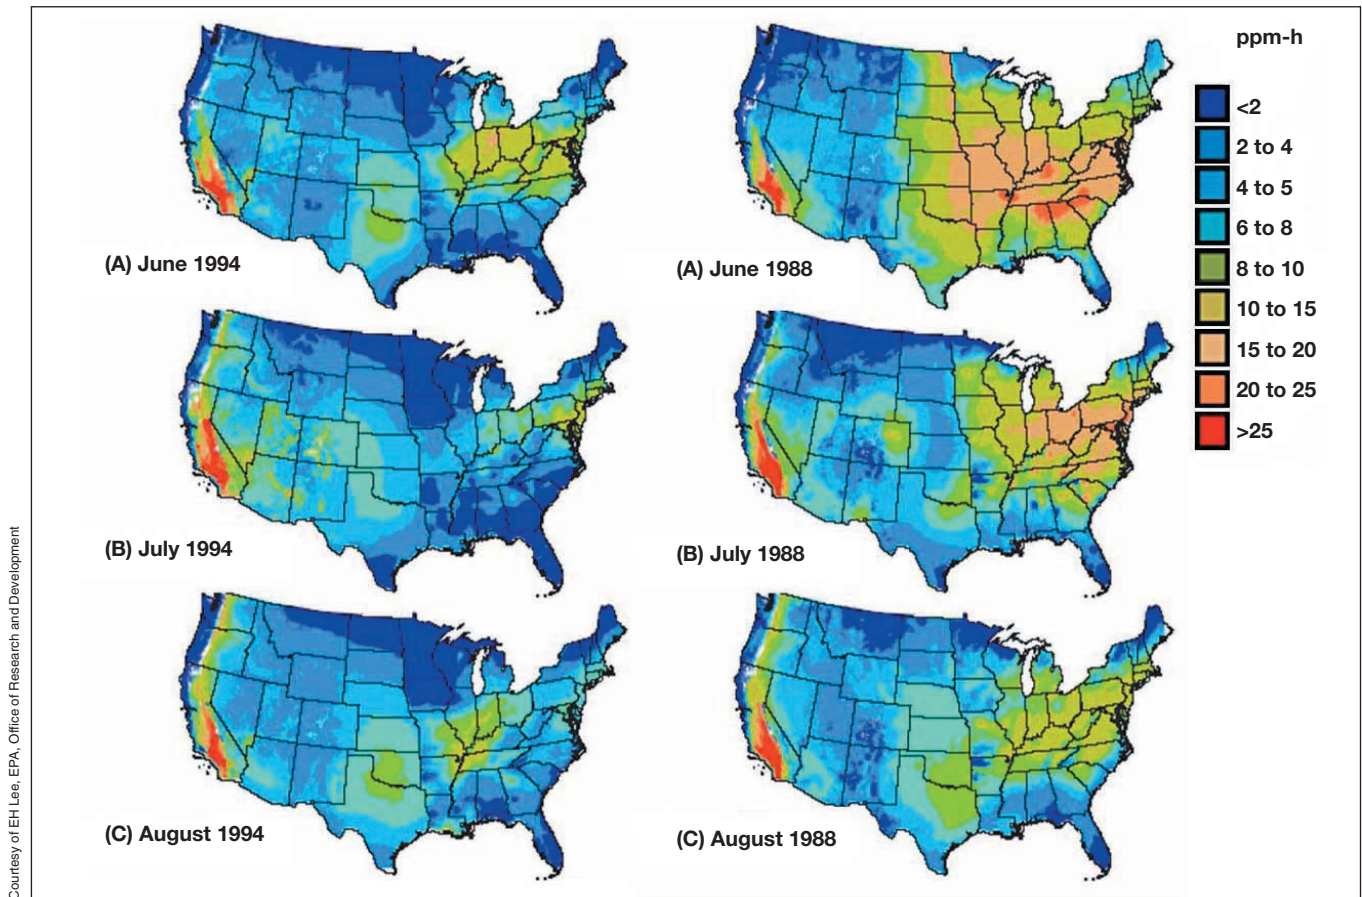 ppm-h
<2
2 to 4
4 to 5
6 to 8
8 to 10
10 to 15
15 to 20
20 to 25
>25
(A) June 1994
(A) June 1988
(B) July 1994
(B) July 1988
(C) August 1994
(C) August 1988
Courtesy of EH Lee, EPA, Office of Research and Development